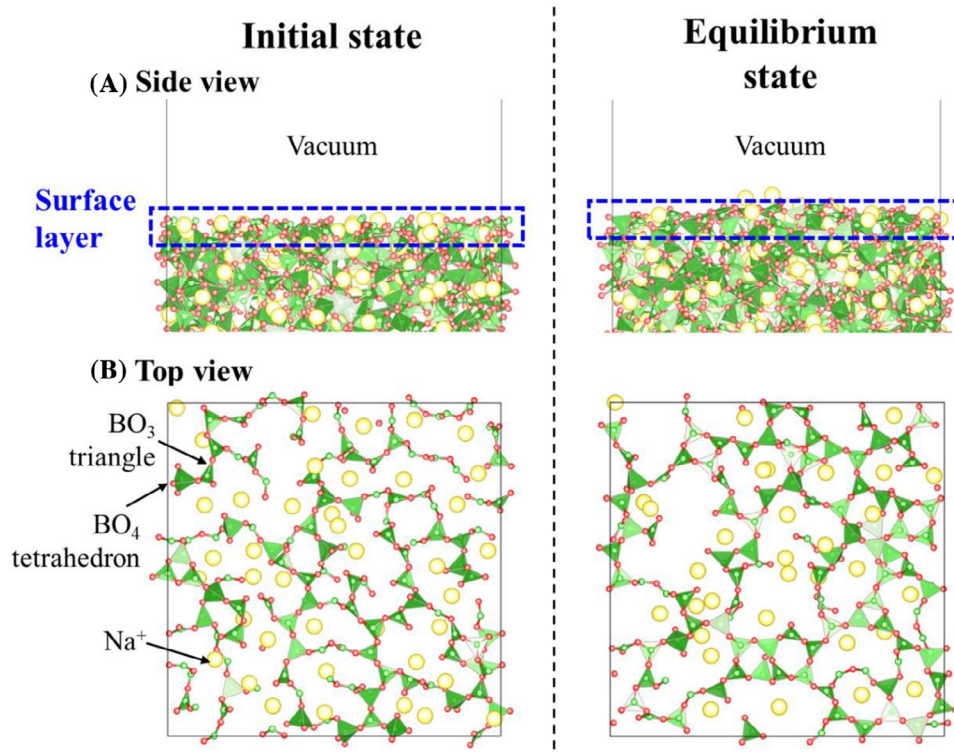 Initial state
Equilibrium
state
(A) Side view
Vacuum
Vacuum
Surface
layer
(B) Top view
BO₃
triangle
BO₄
tetrahedron
Na⁺